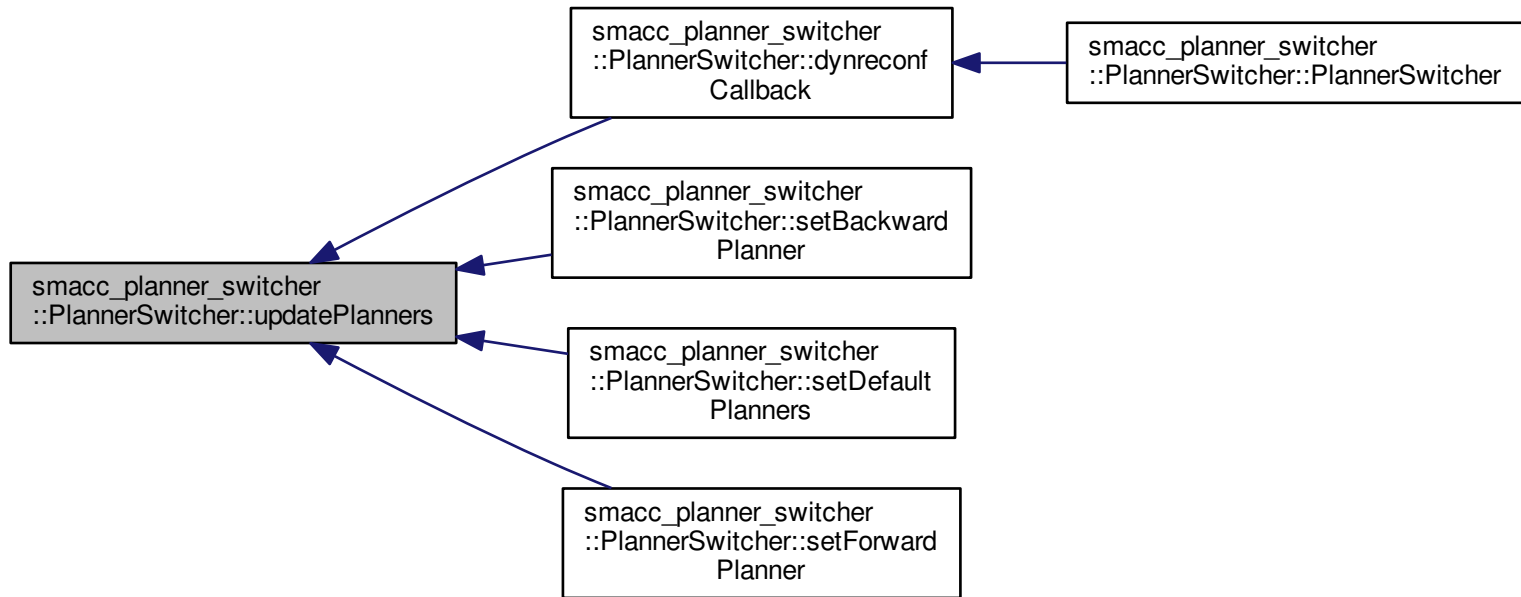 smacc_planner_switcher
::PlannerSwitcher::dynreconf
Callback
smacc_planner_switcher
::PlannerSwitcher::PlannerSwitcher
smacc_planner_switcher
::PlannerSwitcher::setBackward
Planner
smacc_planner_switcher
::PlannerSwitcher::updatePlanners
smacc_planner_switcher
::PlannerSwitcher::setDefault
Planners
smacc_planner_switcher
::PlannerSwitcher::setForward
Planner